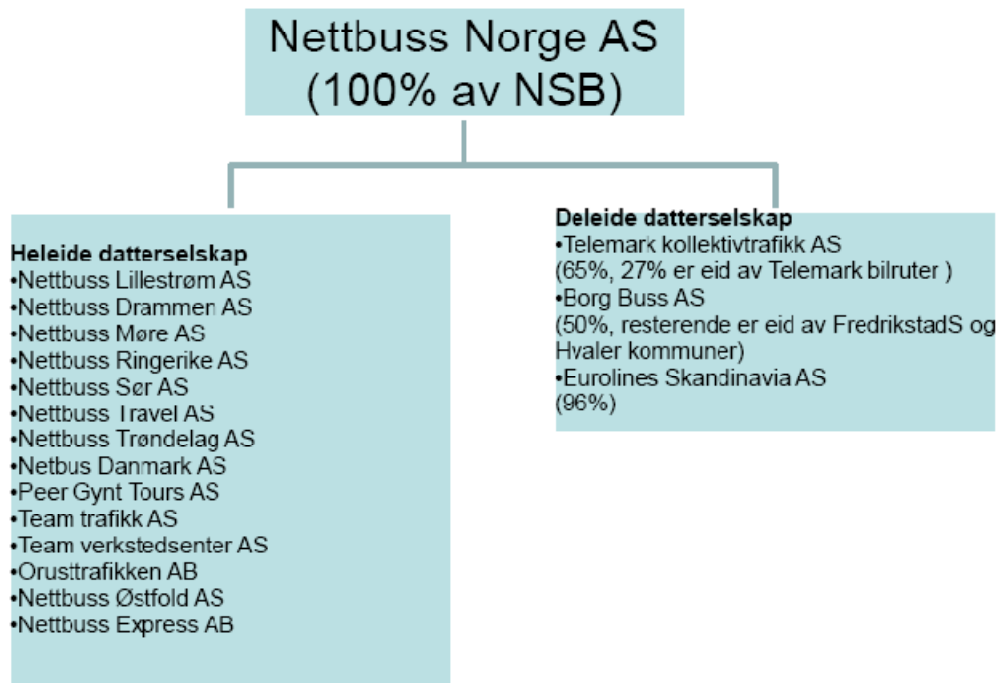 Nettbuss Norge AS
(100% av NSB)
Heleide datterselskap
•Nettbuss Lillestrøm AS
•Nettbuss Drammen AS
•Nettbuss Møre AS
•Nettbuss Ringerike AS
•Nettbuss Sør AS
•Nettbuss Travel AS
•Nettbuss Trøndelag AS
•Netbus Danmark AS
•Peer Gynt Tours AS
•Team trafikk AS
•Team verkstedsenter AS
•Orusttrafikken AB
•Nettbuss Østfold AS
•Nettbuss Express AB
Deleide datterselskap
•Telemark kollektivtrafikk AS
(65%, 27% er eid av Telemark bilruter )
•Borg Buss AS
(50%, resterende er eid av FredrikstadS og
Hvaler kommuner)
•Eurolines Skandinavia AS
(96%)